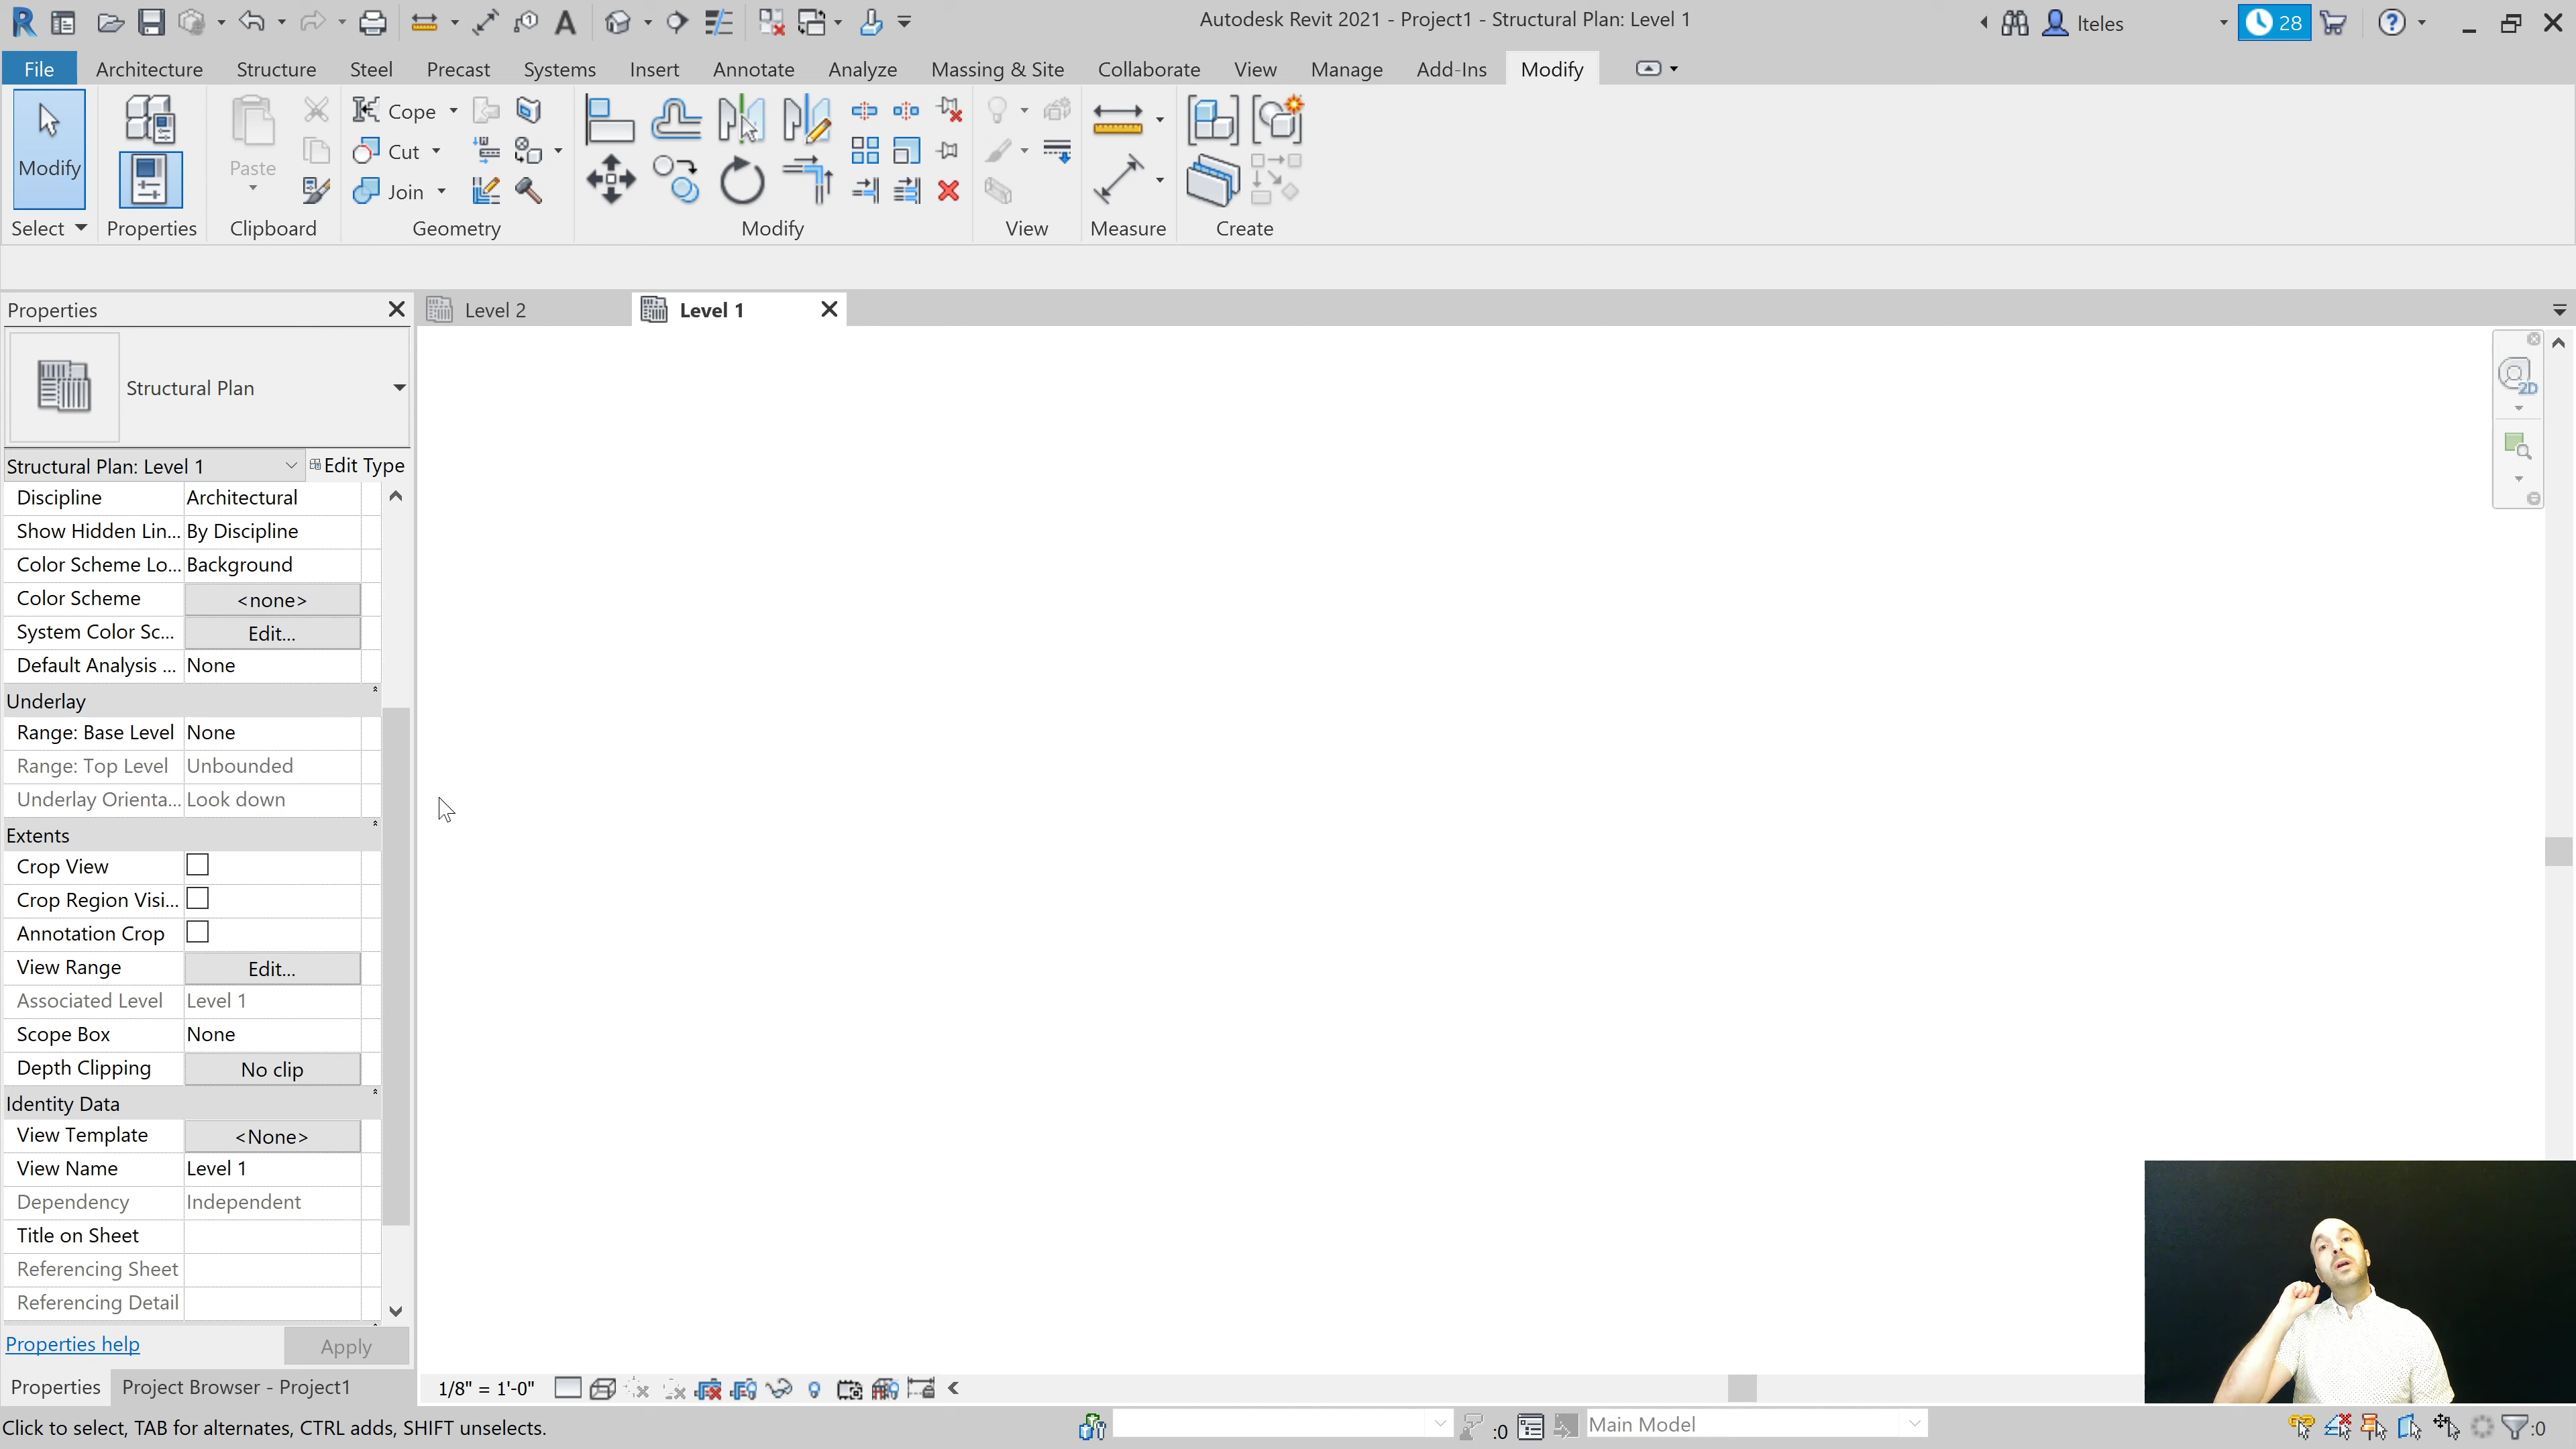 Autodesk Revit 2021 - Project1 - Structural Plan: Level 1
lteles
28
File Architecture Structure Steel Precast Systems Insert Annotate Analyze Massing & Site Collaborate View Manage Add-Ins Modify
Modify
Paste
Cope
Cut
Join
Select Properties Clipboard Geometry Modify View Measure Create
Properties
Level 2
Level 1
2D
Structural Plan
Structural Plan: Level 1
Edit Type
Discipline Architectural
Show Hidden Lin... By Discipline
Color Scheme Lo... Background
Color Scheme <none>
System Color Sc... Edit...
Default Analysis ... None
Underlay
Range: Base Level None
Range: Top Level Unbounded
Underlay Orienta... Look down
Extents
Crop View
Crop Region Visi...
Annotation Crop
View Range Edit...
Associated Level Level 1
Scope Box None
Depth Clipping No clip
Identity Data
View Template <None>
View Name Level 1
Dependency Independent
Title on Sheet
Referencing Sheet
Referencing Detail
Properties help Apply
Properties Project Browser - Project1
1/8" = 1'-0"
Click to select, TAB for alternates, CTRL adds, SHIFT unselects.
:0
Main Model
:0